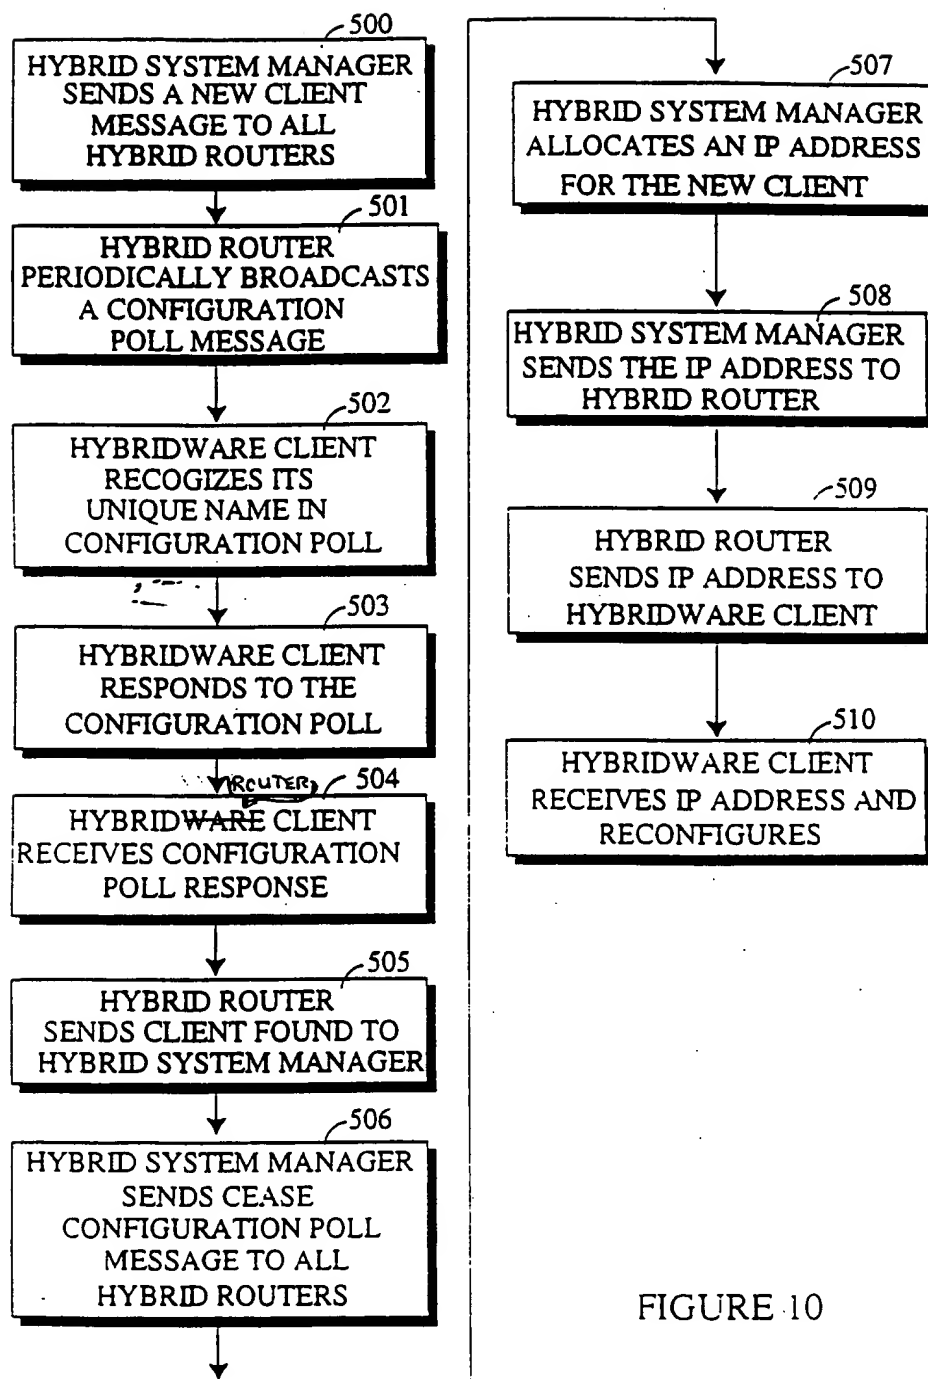 500
HYBRID SYSTEM MANAGER
SENDS A NEW CLIENT
MESSAGE TO ALL
HYBRID ROUTERS
501
HYBRID ROUTER
PERIODICALLY BROADCASTS
A CONFIGURATION
POLL MESSAGE
502
HYBRIDWARE CLIENT
RECOGIZES ITS
UNIQUE NAME IN
CONFIGURATION POLL
503
HYBRIDWARE CLIENT
RESPONDS TO THE
CONFIGURATION POLL
ROUTER
504
HYBRIDWARE CLIENT
RECEIVES CONFIGURATION
POLL RESPONSE
505
HYBRID ROUTER
SENDS CLIENT FOUND TO
HYBRID SYSTEM MANAGER
506
HYBRID SYSTEM MANAGER
SENDS CEASE
CONFIGURATION POLL
MESSAGE TO ALL
HYBRID ROUTERS
507
HYBRID SYSTEM MANAGER
ALLOCATES AN IP ADDRESS
FOR THE NEW CLIENT
508
HYBRID SYSTEM MANAGER
SENDS THE IP ADDRESS TO
HYBRID ROUTER
509
HYBRID ROUTER
SENDS IP ADDRESS TO
HYBRIDWARE CLIENT
510
HYBRIDWARE CLIENT
RECEIVES IP ADDRESS AND
RECONFIGURES
FIGURE 10